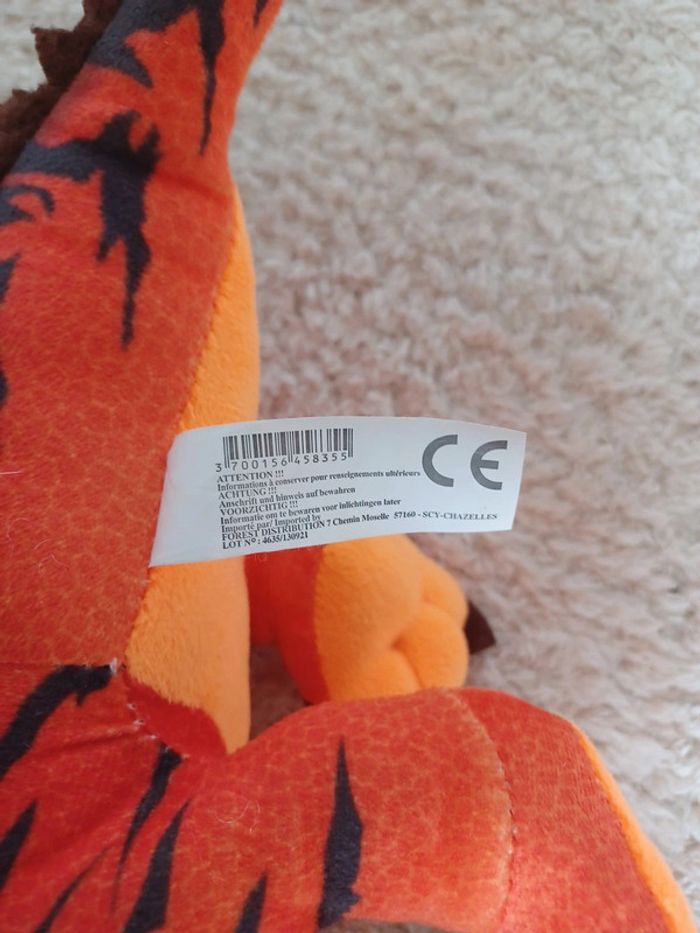 CE
3 700156 458355
ATTENTION !!!
Informations à conserver pour renseignements ultérieurs
ACHTUNG !!!
Anschrift und hinweis auf bewahren
VOORZICHTIG !!!
Informatie om te bewaren voor inlichtingen later
Importé par/ Imported by
FOREST DISTRIBUTION 7 Chemin Moselle 57160 - SCY-CHAZELLES
LOT N° : 4635/130921